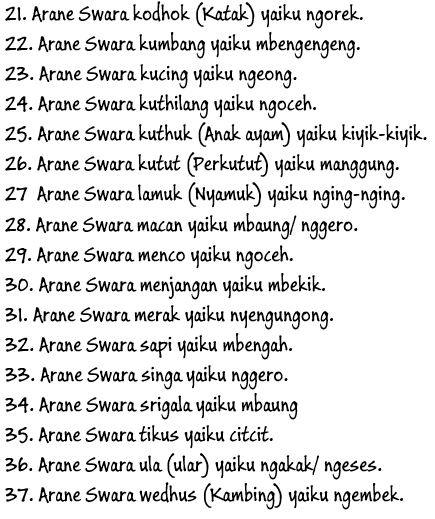 21. Arane Swara kodhok (Katak) yaiku ngorek.
22. Arane Swara kumbang yaiku mbengengeng.
23. Arane Swara kucing yaiku ngeong.
24. Arane Swara kuthilang yaiku ngoceh.
25. Arane Swara kuthuk (Anak ayam) yaiku kiyik-kiyik.
26. Arane Swara kutut (Perkutut) yaiku manggung.
27 Arane Swara lamuk (Nyamuk) yaiku nging-nging.
28. Arane Swara macan yaiku mbaung/ nggero.
29. Arane Swara menco yaiku ngoceh.
30. Arane Swara menjangan yaiku mbekik.
31. Arane Swara merak yaiku nyengungong.
32. Arane Swara sapi yaiku mbengah.
33. Arane Swara singa yaiku nggero.
34. Arane Swara srigala yaiku mbaung
35. Arane Swara tikus yaiku citcit.
36. Arane Swara ula (ular) yaiku ngakak/ ngeses.
37. Arane Swara wedhus (Kambing) yaiku ngembek.